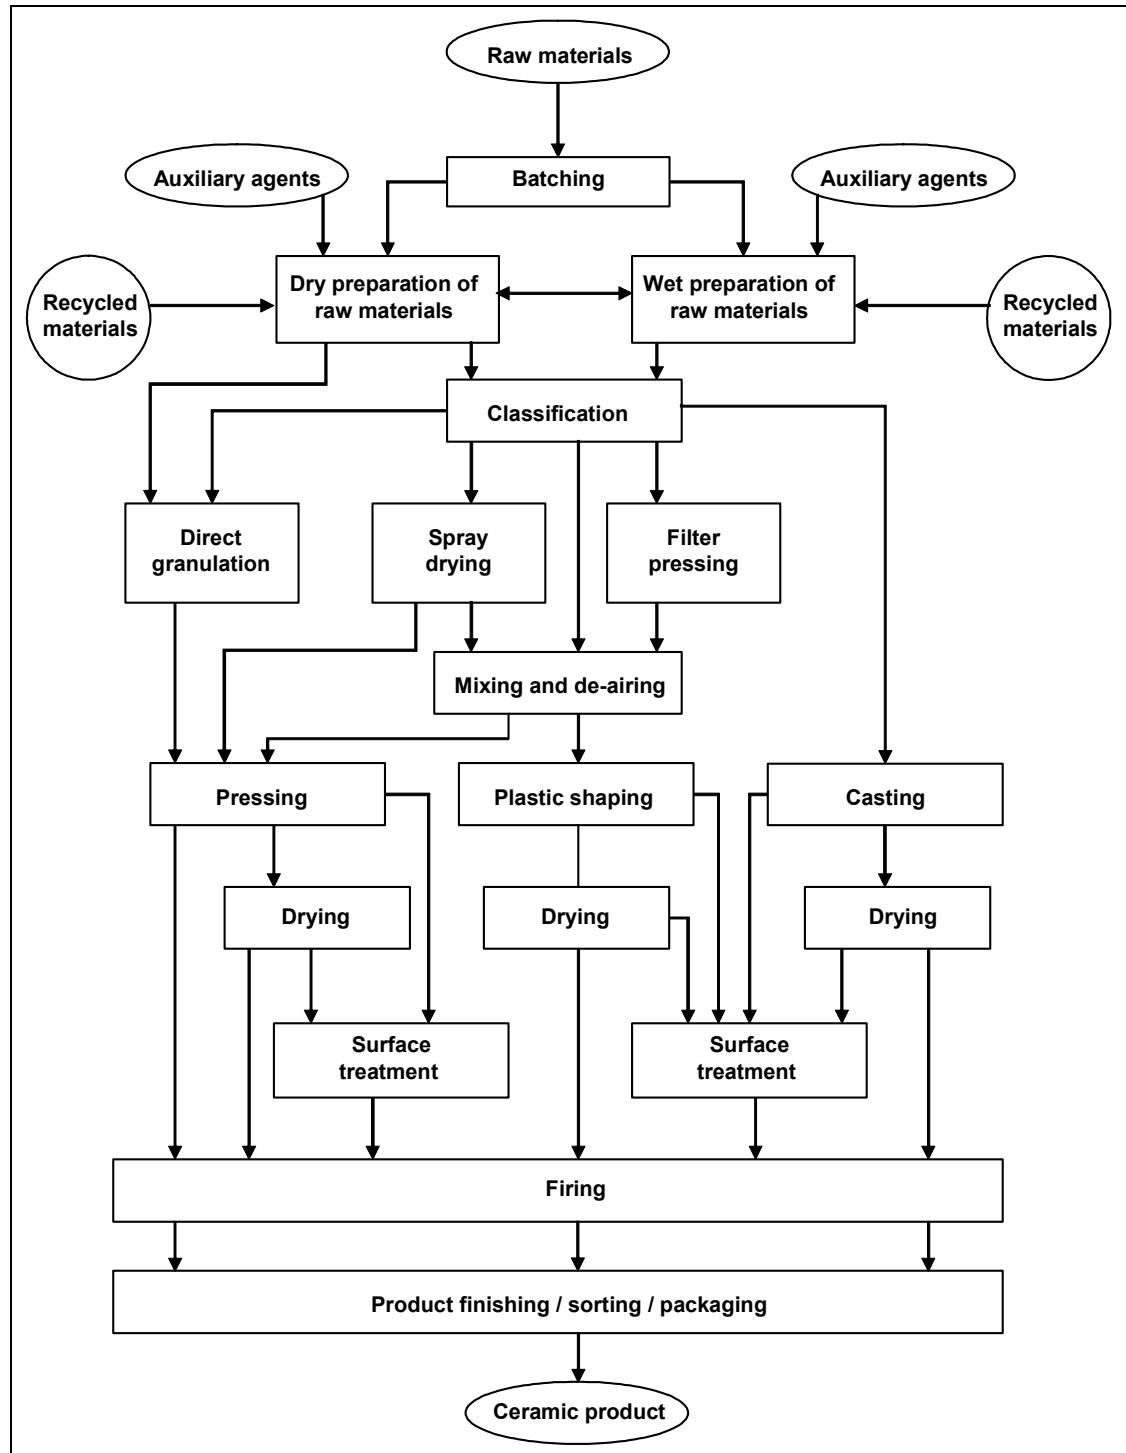 Raw materials
Auxiliary agents
Batching
Auxiliary agents
Recycled
materials
Dry preparation of
raw materials
Wet preparation of
raw materials
Recycled
materials
Classification
Direct
granulation
Spray
drying
Filter
pressing
Mixing and de-airing
Pressing
Plastic shaping
Casting
Drying
Drying
Drying
Surface
treatment
Surface
treatment
Firing
Product finishing / sorting / packaging
Ceramic product